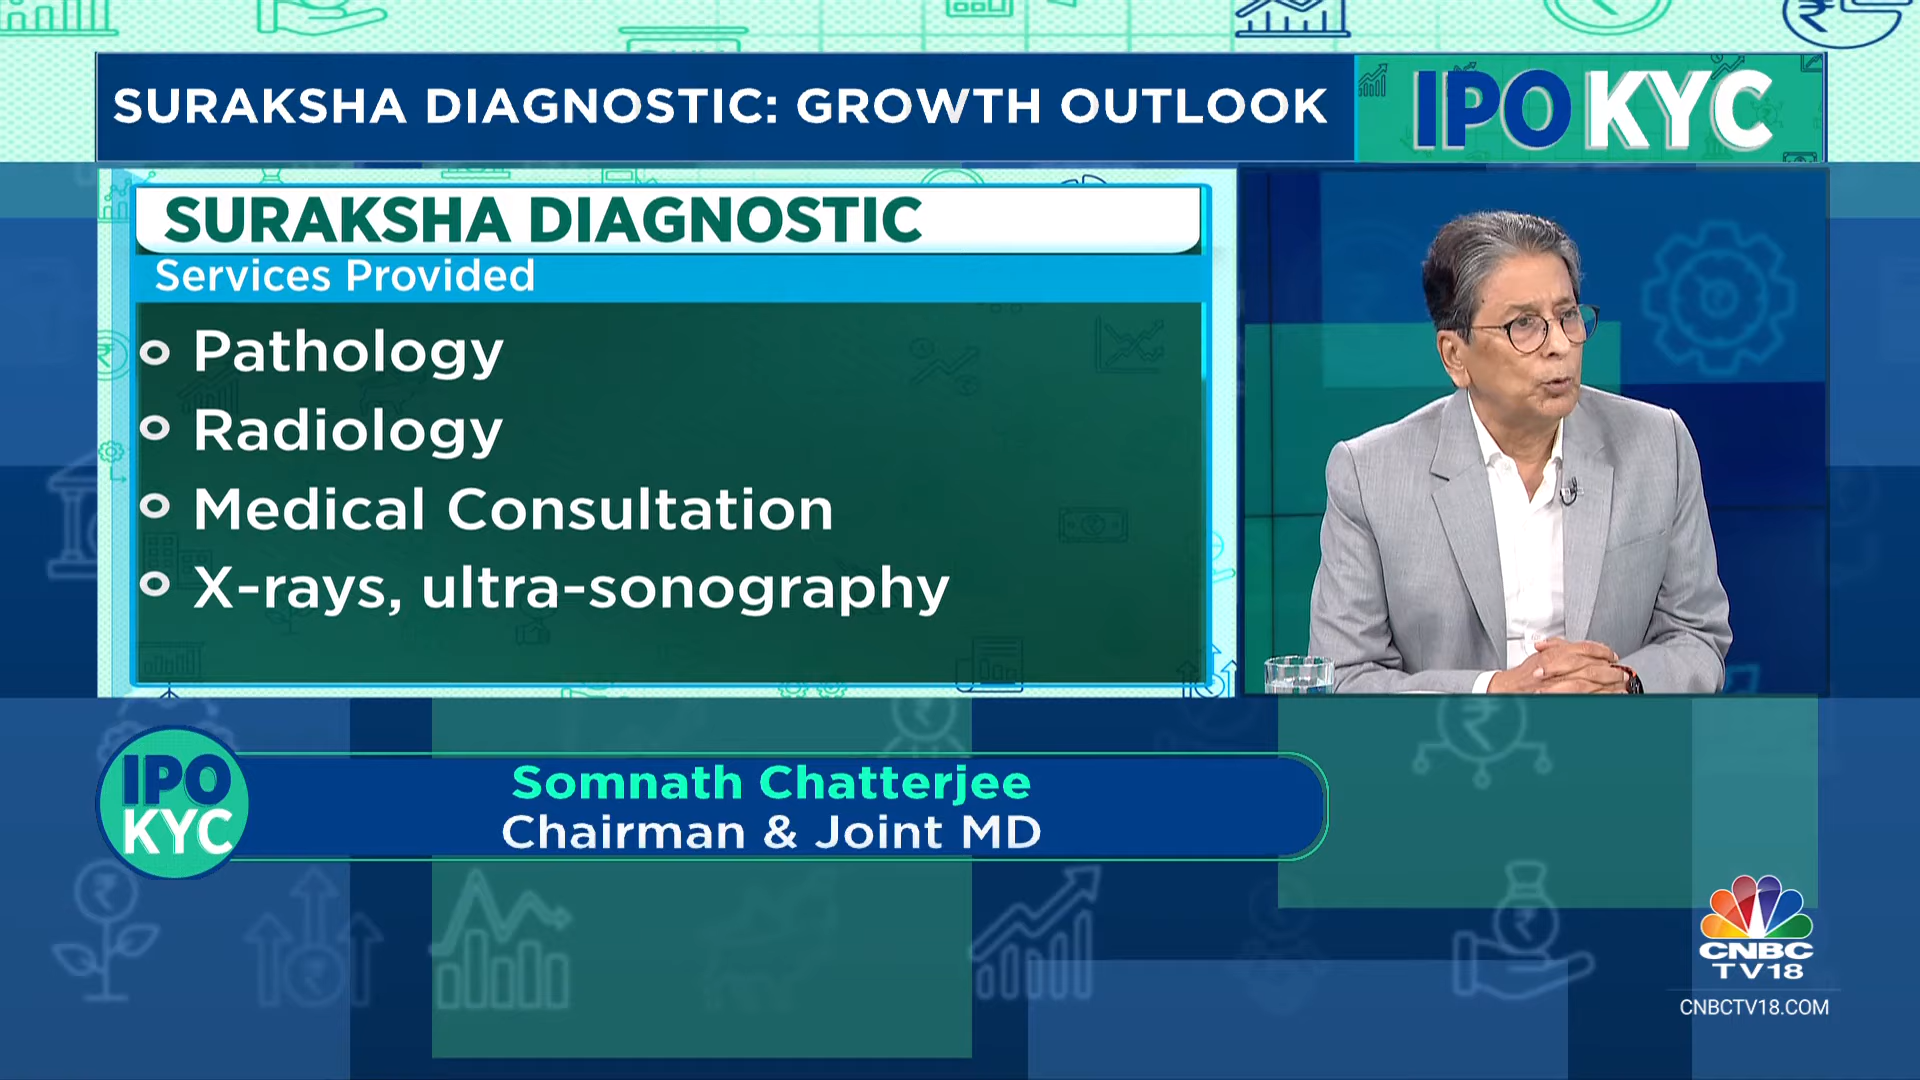 SURAKSHA DIAGNOSTIC: GROWTH OUTLOOK
IPO KYC
SURAKSHA DIAGNOSTIC
Services Provided
Pathology
Radiology
Medical Consultation
X-rays, ultra-sonography
IPO
KYC
Somnath Chatterjee
Chairman & Joint MD
CNBC
TV18
CNBCTV18.COM